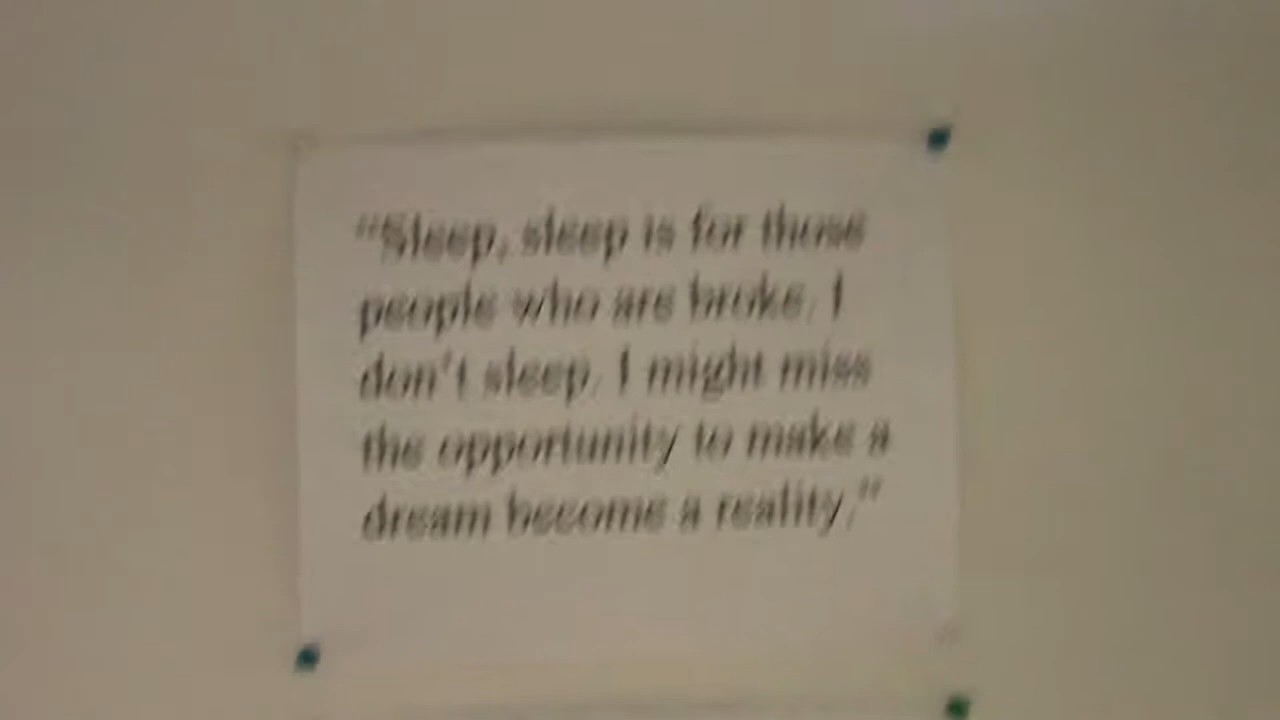 "Sleep, sleep is for those
people who are broke. I
don't sleep. I might miss
the opportunity to make a
dream become a reality."